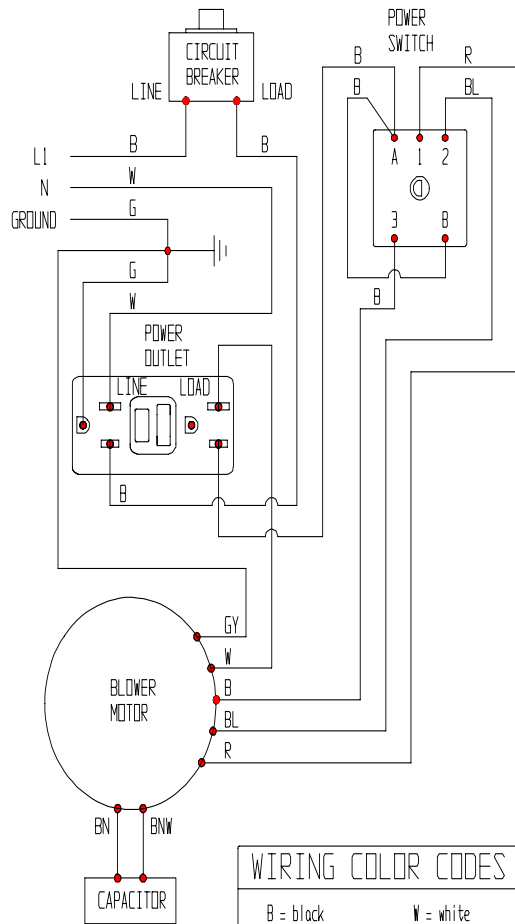 POWER
SWITCH
CIRCUIT
BREAKER
LINE
LOAD
B
R
B
BL
L1
B
B
N
W
GROUND
G
A 1 2
3 B
G
W
B
POWER
OUTLET
LINE
LOAD
B
GY
W
B
BL
R
BLOWER
MOTOR
BN
BNW
CAPACITOR
WIRING COLOR CODES
B = black
W = white